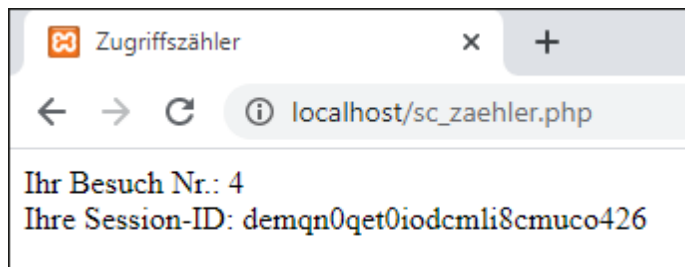 Zugriffszähler
localhost/sc_zaehler.php
Ihr Besuch Nr.: 4
Ihre Session-ID: demqn0qet0iodcmli8cmuco426